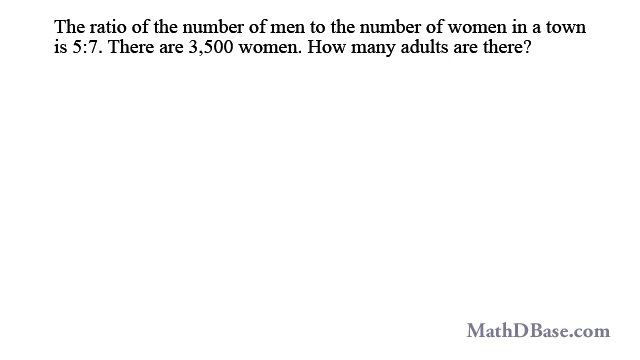 The ratio of the number of men to the number of women in a town
is 5:7. There are 3,500 women. How many adults are there?
MathDBase.com